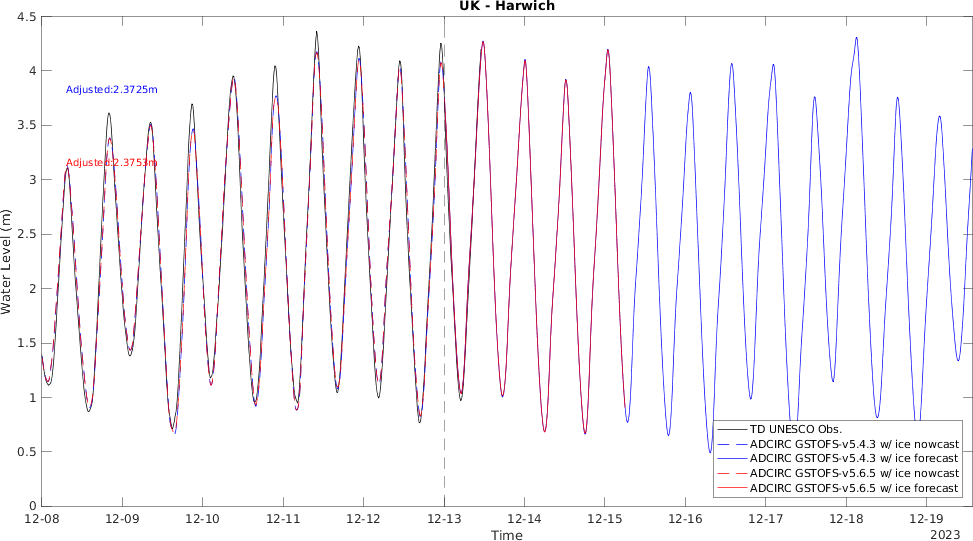 UK - Harwich
4.5
4
3.5
3
2.5
2
1.5
1
0.5
0
Water Level (m)
Adjusted:2.3725m
Adjusted:2.3753m
TD UNESCO Obs.
ADCIRC GSTOFS-v5.4.3 w/ ice nowcast
ADCIRC GSTOFS-v5.4.3 w/ ice forecast
ADCIRC GSTOFS-v5.6.5 w/ ice nowcast
ADCIRC GSTOFS-v5.6.5 w/ ice forecast
12-08 12-09 12-10 12-11 12-12 12-13 12-14 12-15 12-16 12-17 12-18 12-19
2023
Time